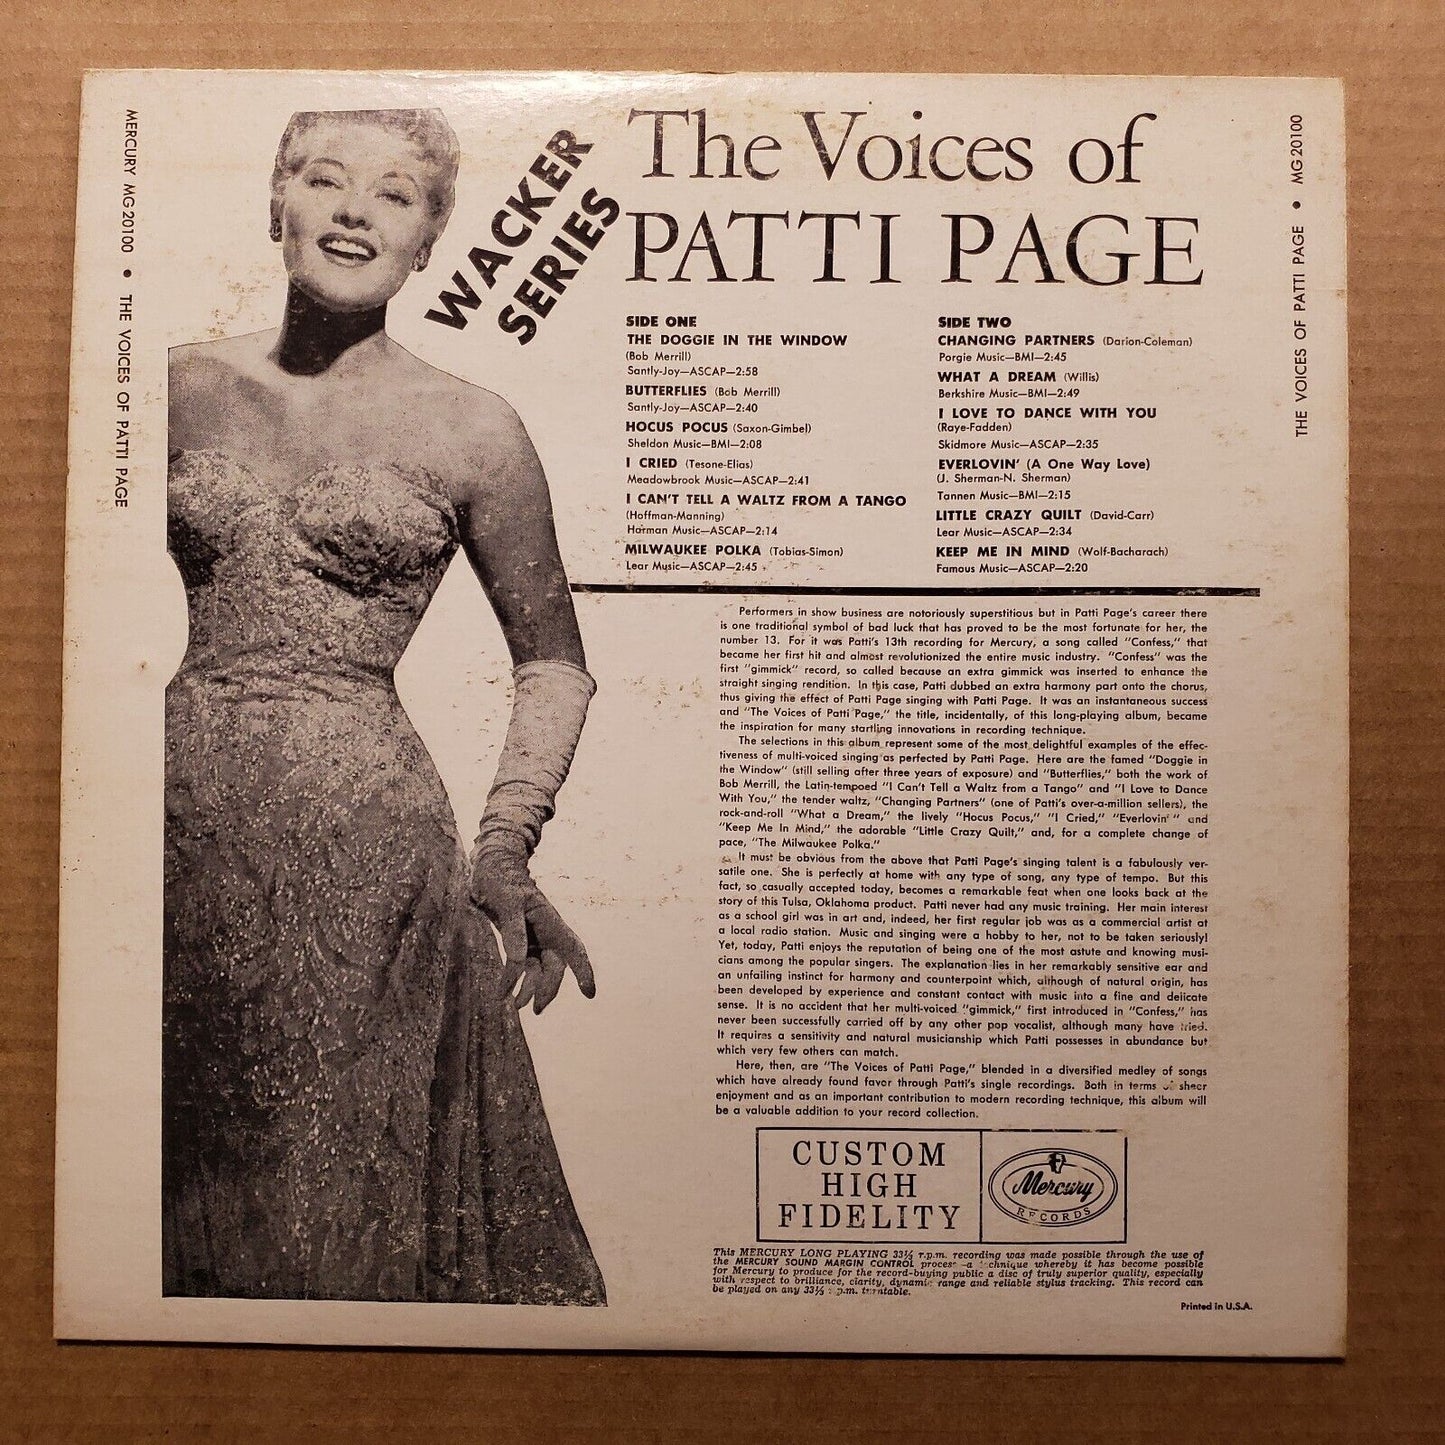 MERCURY MG20100 • THE VOICES OF PATTI PAGE
WACKER
SERIES
The Voices of
PATTI PAGE
SIDE ONE
THE DOGGIE IN THE WINDOW
(Bob Merrill)
Santly-Joy—ASCAP—2:58
BUTTERFLIES (Bob Merrill)
Santly-Joy—ASCAP—2:40
HOCUS POCUS (Saxon-Gimbel)
Sheldon Music—BMI—2:08
I CRIED (Tesone-Elias)
Meadowbrook Music—ASCAP—2:41
I CAN'T TELL A WALTZ FROM A TANGO
(Hoffman-Manning)
Harman Music—ASCAP—2:14
MILWAUKEE POLKA (Tobias-Simon)
Lear Music—ASCAP—2:45
SIDE TWO
CHANGING PARTNERS (Darion-Coleman)
Porgie Music—BMI—2:45
WHAT A DREAM (Willis)
Berkshire Music—BMI—2:49
I LOVE TO DANCE WITH YOU
(Raye-Fadden)
Skidmore Music—ASCAP—2:35
EVERLOVIN' (A One Way Love)
(J. Sherman-N. Sherman)
Tannen Music—BMI—2:15
LITTLE CRAZY QUILT (David-Carr)
Lear Music—ASCAP—2:34
KEEP ME IN MIND (Wolf-Bacharach)
Famous Music—ASCAP—2:20
THE VOICES OF PATTI PAGE • MG20100
Performers in show business are notoriously superstitious but in Patti Page's career there
is one traditional symbol of bad luck that has proved to be the most fortunate for her, the
number 13. For it was Patti's 13th recording for Mercury, a song called "Confess," that
became her first hit and almost revolutionized the entire music industry. "Confess" was the
first "gimmick" record, so called because an extra gimmick was inserted to enhance the
straight singing rendition. In this case, Patti dubbed an extra harmony part onto the chorus,
thus giving the effect of Patti Page singing with Patti Page. It was an instantaneous success
and "The Voices of Patti Page," the title, incidentally, of this long-playing album, became
the inspiration for many startling innovations in recording technique.
The selections in this album represent some of the most delightful examples of the effec-
tiveness of multi-voiced singing as perfected by Patti Page. Here are the famed "Doggie in
the Window" (still selling after three years of exposure) and "Butterflies," both the work of
Bob Merrill, the Latin-tempoed "I Can't Tell a Waltz from a Tango" and "I Love to Dance
With You," the tender waltz, "Changing Partners" (one of Patti's over-a-million sellers), the
rock-and-roll "What a Dream," the lively "Hocus Pocus," "I Cried," "Everlovin' " and
"Keep Me In Mind," the adorable "Little Crazy Quilt," and, for a complete change of
pace, "The Milwaukee Polka."
It must be obvious from the above that Patti Page's singing talent is a fabulously ver-
satile one. She is perfectly at home with any type of song, any type of tempo. But this
fact, so casually accepted today, becomes a remarkable feat when one looks back at the
story of this Tulsa, Oklahoma product. Patti never had any music training. Her main interest
as a school girl was in art and, indeed, her first regular job was as a commercial artist at
a local radio station. Music and singing were a hobby to her, not to be taken seriously!
Yet, today, Patti enjoys the reputation of being one of the most astute and knowing musi-
cians among the popular singers. The explanation lies in her remarkably sensitive ear and
an unfailing instinct for harmony and counterpoint which, although of natural origin, has
been developed by experience and constant contact with music into a fine and delicate
sense. It is no accident that her multi-voiced "gimmick," first introduced in "Confess," has
never been successfully carried off by any other pop vocalist, although many have tried.
It requires a sensitivity and natural musicianship which Patti possesses in abundance but
which very few others can match.
Here, then, are "The Voices of Patti Page," blended in a diversified medley of songs
which have already found favor through Patti's single recordings. Both in terms of sheer
enjoyment and as an important contribution to modern recording technique, this album will
be a valuable addition to your record collection.
CUSTOM
HIGH
FIDELITY
Mercury
RECORDS
This MERCURY LONG PLAYING 33⅓ r.p.m. recording was made possible through the use of
the MERCURY SOUND MARGIN CONTROL process—a technique whereby it has become possible
for Mercury to produce for the record-buying public a disc of truly superior quality, especially
with respect to brilliance, clarity, dynamic range and reliable stylus tracking. This record can
be played on any 33⅓ r.p.m. turntable.
Printed in U.S.A.